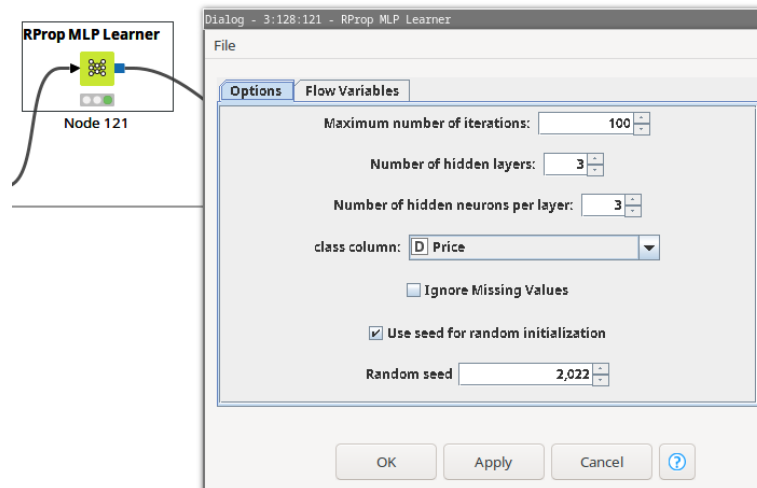 RProp MLP Learner
Node 121
Dialog - 3:128:121 - RProp MLP Learner
File
Options
Flow Variables
Maximum number of iterations: 100
Number of hidden layers: 3
Number of hidden neurons per layer: 3
class column: D Price
Ignore Missing Values
Use seed for random initialization
Random seed 2,022
OK
Apply
Cancel
?